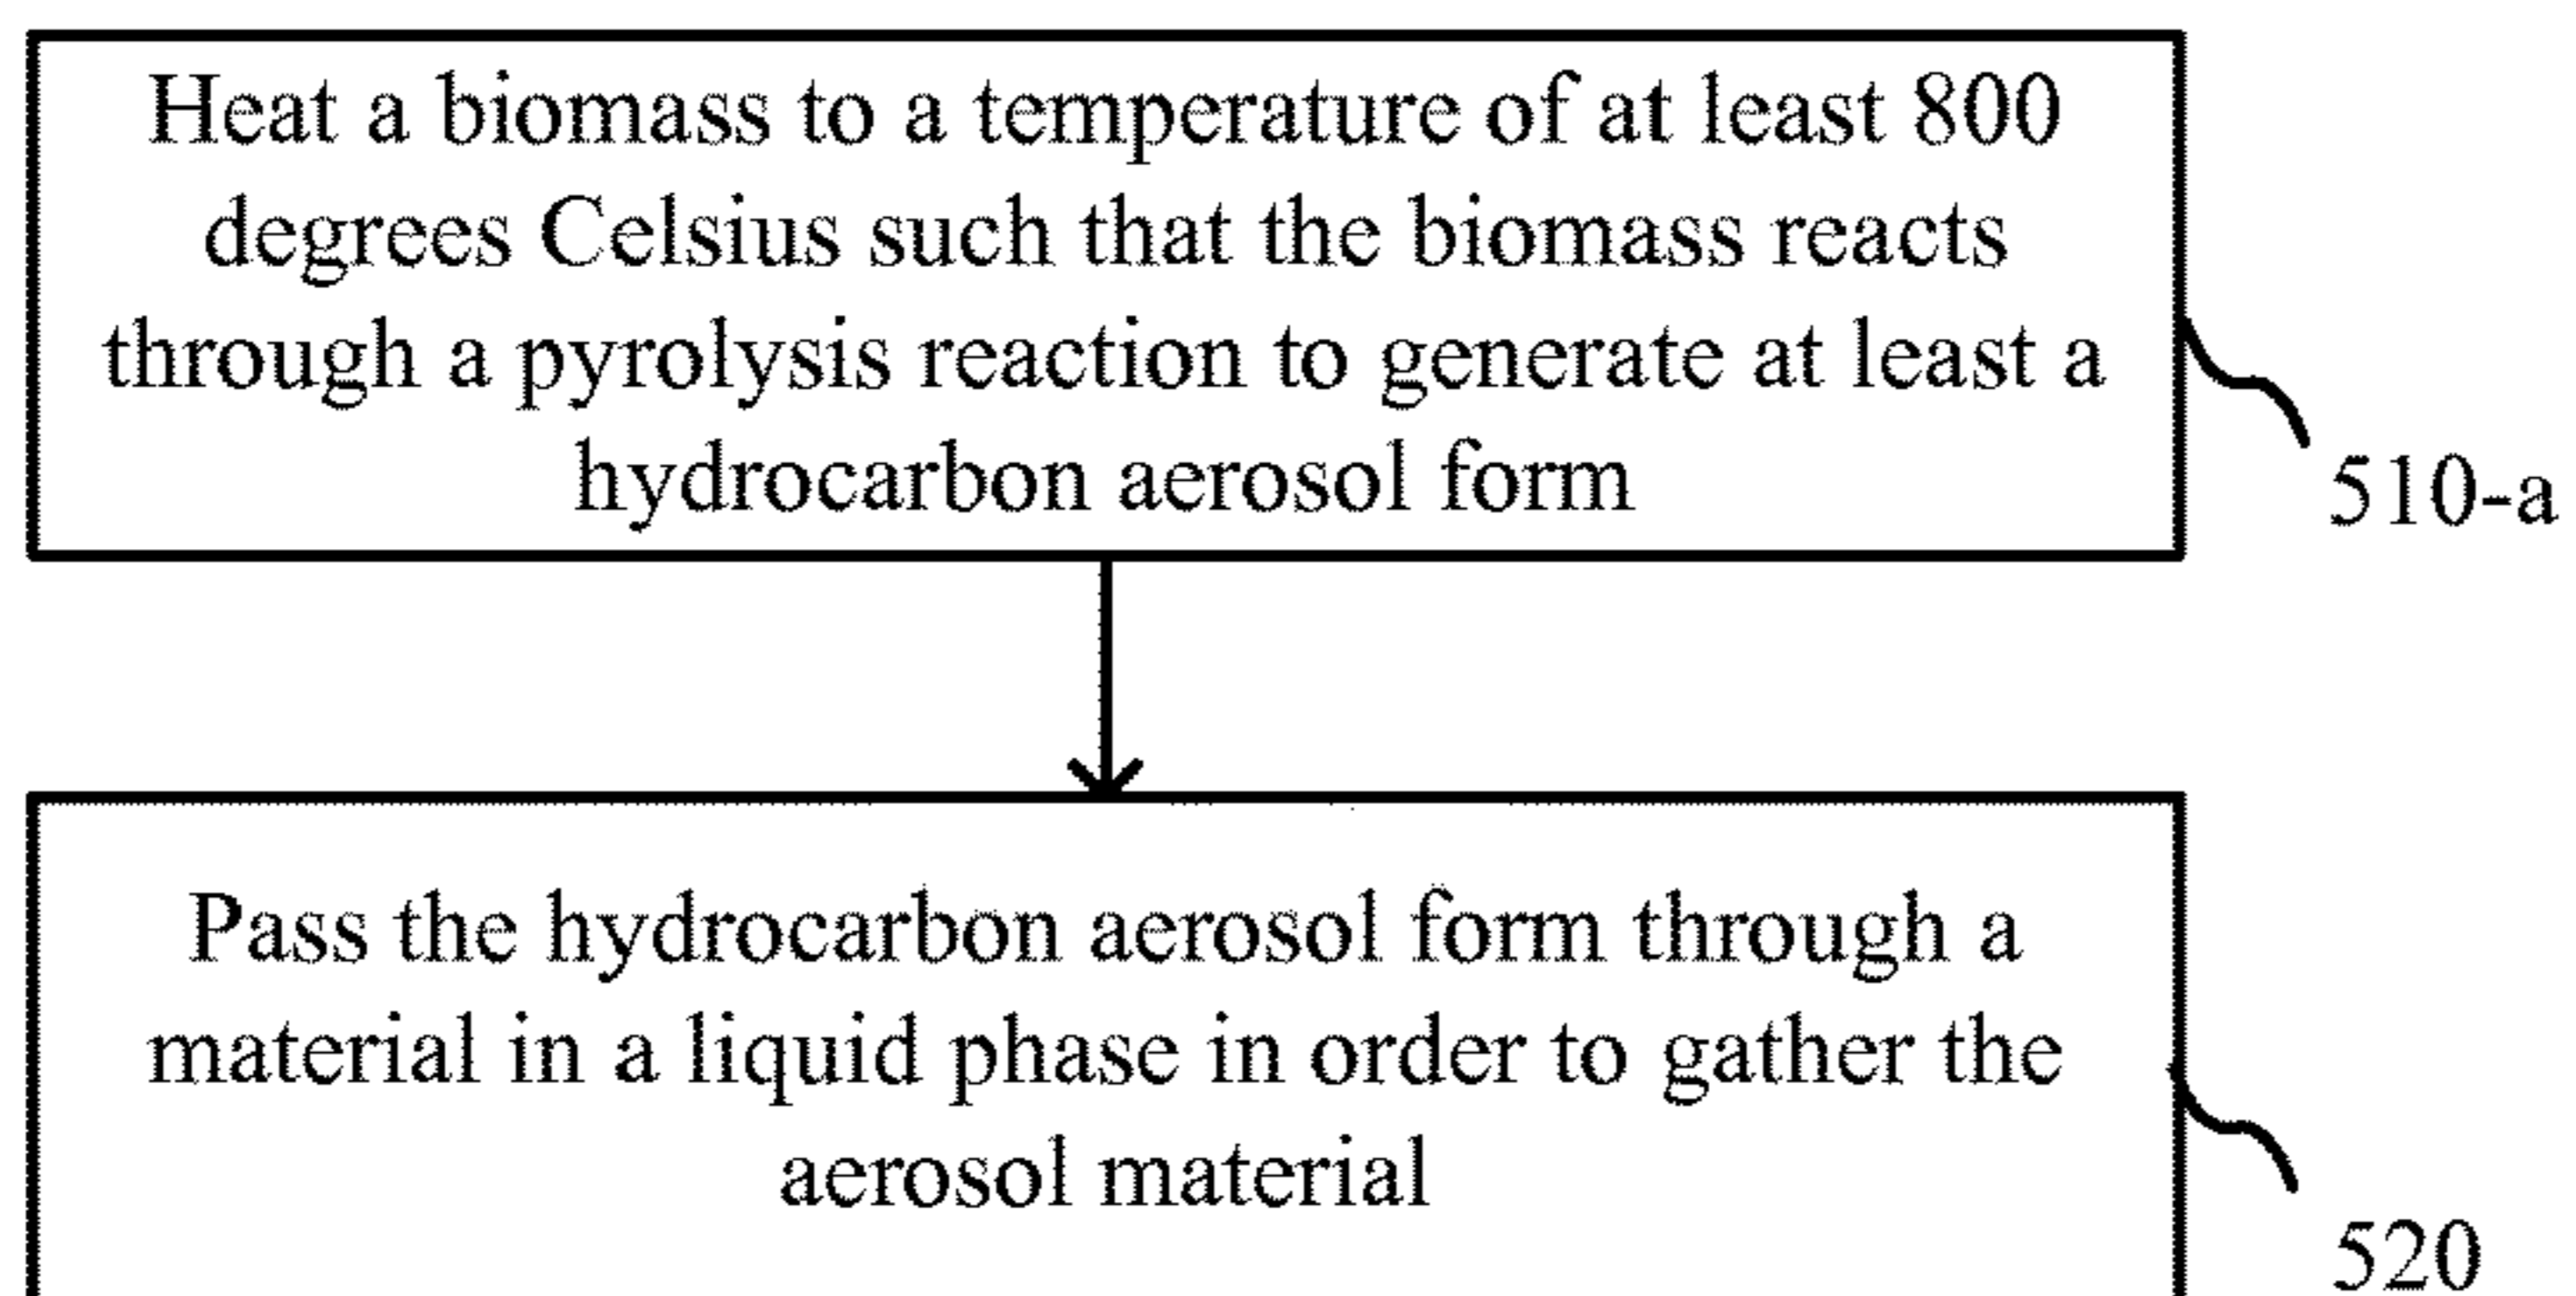 Heat a biomass to a temperature of at least 800
degrees Celsius such that the biomass reacts
through a pyrolysis reaction to generate at least a
hydrocarbon aerosol form
510-a
Pass the hydrocarbon aerosol form through a
material in a liquid phase in order to gather the
aerosol material
520